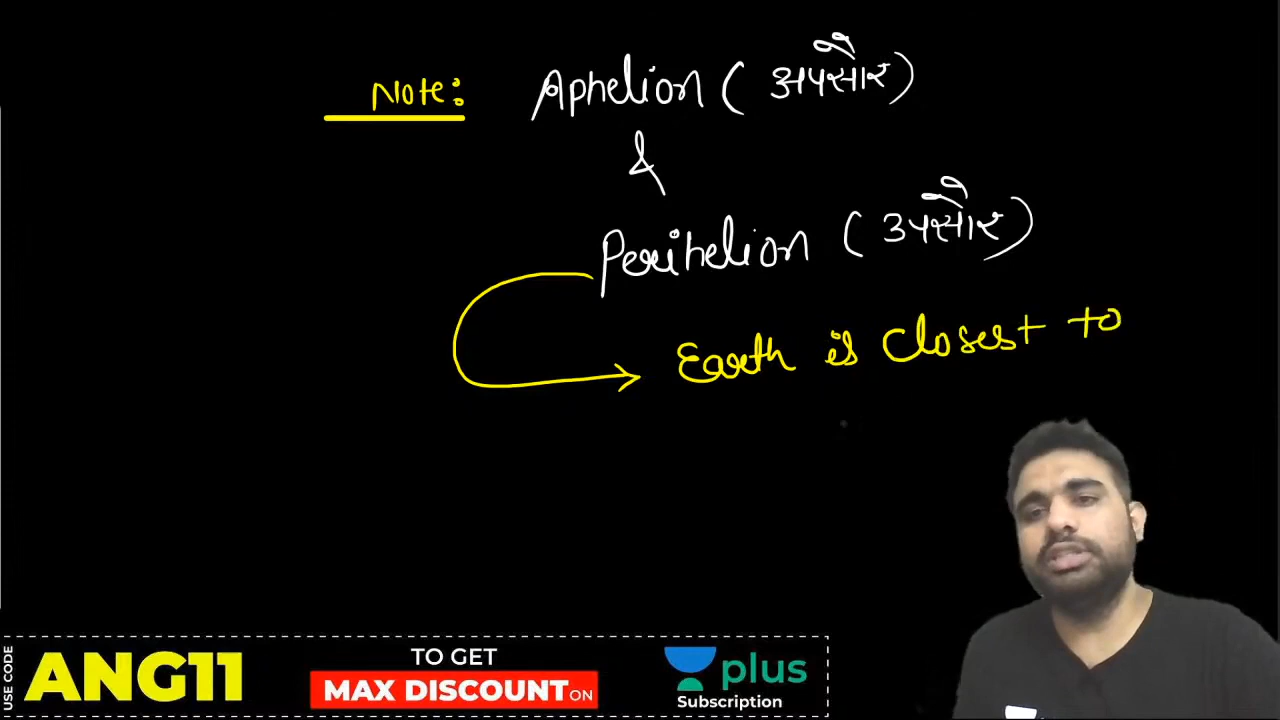 Note: Aphelion (अपसौर)
&
Perihelion (उपसौर)
Earth is closest to
USE CODE
ANG11
TO GET
MAX DISCOUNT ON
plus
Subscription